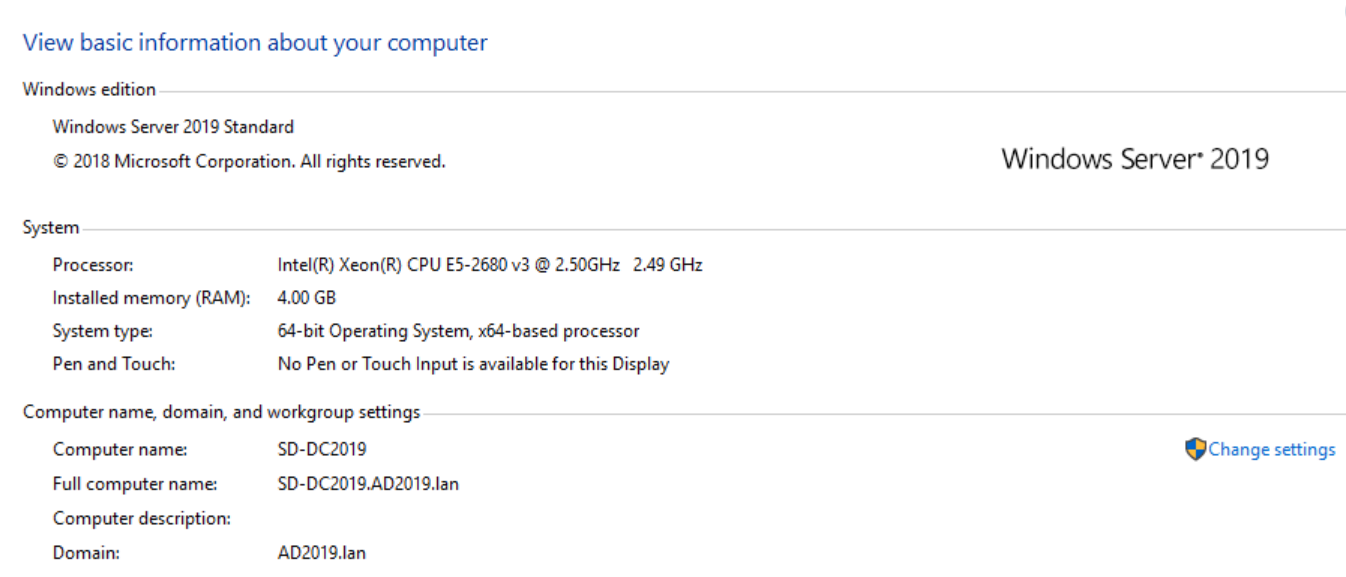 View basic information about your computer
Windows edition
Windows Server 2019 Standard
© 2018 Microsoft Corporation. All rights reserved.
Windows Server® 2019
System
Processor: Intel(R) Xeon(R) CPU E5-2680 v3 @ 2.50GHz 2.49 GHz
Installed memory (RAM): 4.00 GB
System type: 64-bit Operating System, x64-based processor
Pen and Touch: No Pen or Touch Input is available for this Display
Computer name, domain, and workgroup settings
Computer name: SD-DC2019 Change settings
Full computer name: SD-DC2019.AD2019.lan
Computer description:
Domain: AD2019.lan